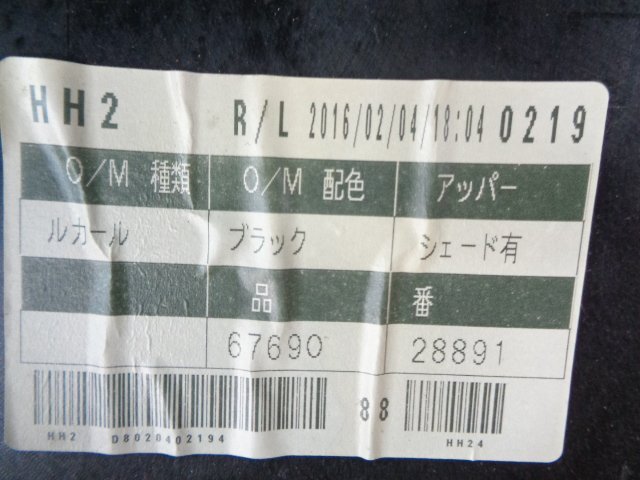 HH2 R/L 2016/02/04/18:04 0219
O/M 種類 O/M 配色 アッパー
ルカール ブラック シェード有
品 番
67690 28891
88
HH2 D8020402194 HH24